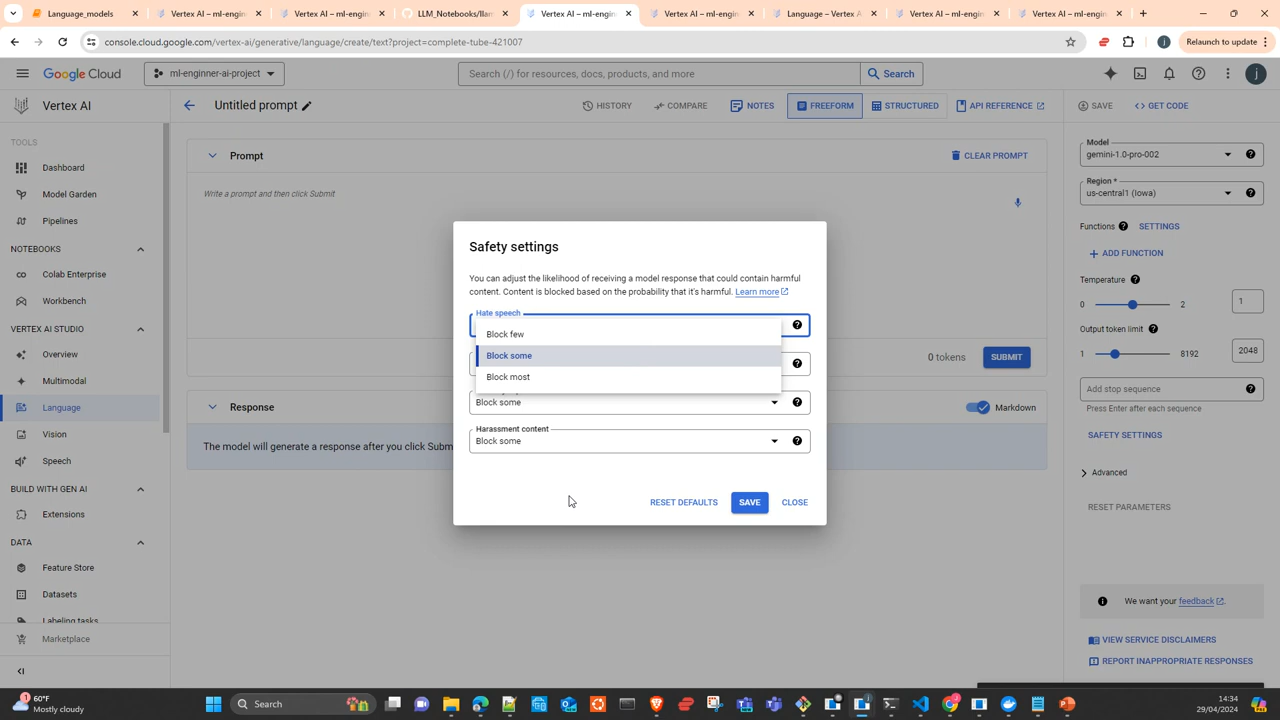 Language_models
Vertex AI – ml-enginner
Vertex AI – ml-enginner
LLM_Notebooks/llam
Vertex AI – ml-enginner
Vertex AI – ml-enginner
Language – Vertex A
Vertex AI – ml-enginner
Vertex AI – ml-enginner
console.cloud.google.com/vertex-ai/generative/language/create/text?project=complete-tube-421007
Relaunch to update
Google Cloud
ml-enginner-ai-project
Search (/) for resources, docs, products, and more
Search
j
Vertex AI
Untitled prompt
HISTORY
COMPARE
NOTES
FREEFORM
STRUCTURED
API REFERENCE
SAVE
GET CODE
TOOLS
Dashboard
Model Garden
Pipelines
NOTEBOOKS
Colab Enterprise
Workbench
VERTEX AI STUDIO
Overview
Multimodal
Language
Vision
Speech
BUILD WITH GEN AI
Extensions
DATA
Feature Store
Datasets
Labeling tasks
Marketplace
Prompt
CLEAR PROMPT
Write a prompt and then click Submit
0 tokens
SUBMIT
Response
Markdown
The model will generate a response after you click Subm
Safety settings
You can adjust the likelihood of receiving a model response that could contain harmful
content. Content is blocked based on the probability that it's harmful. Learn more
Hate speech
Block few
Block some
Block most
Block some
Harassment content
Block some
RESET DEFAULTS
SAVE
CLOSE
Model
gemini-1.0-pro-002
Region *
us-central1 (Iowa)
Functions
SETTINGS
ADD FUNCTION
Temperature
0
2
1
Output token limit
1
8192
2048
Add stop sequence
Press Enter after each sequence
SAFETY SETTINGS
Advanced
RESET PARAMETERS
We want your feedback.
VIEW SERVICE DISCLAIMERS
REPORT INAPPROPRIATE RESPONSES
1
60°F
Mostly cloudy
Search
14:34
29/04/2024